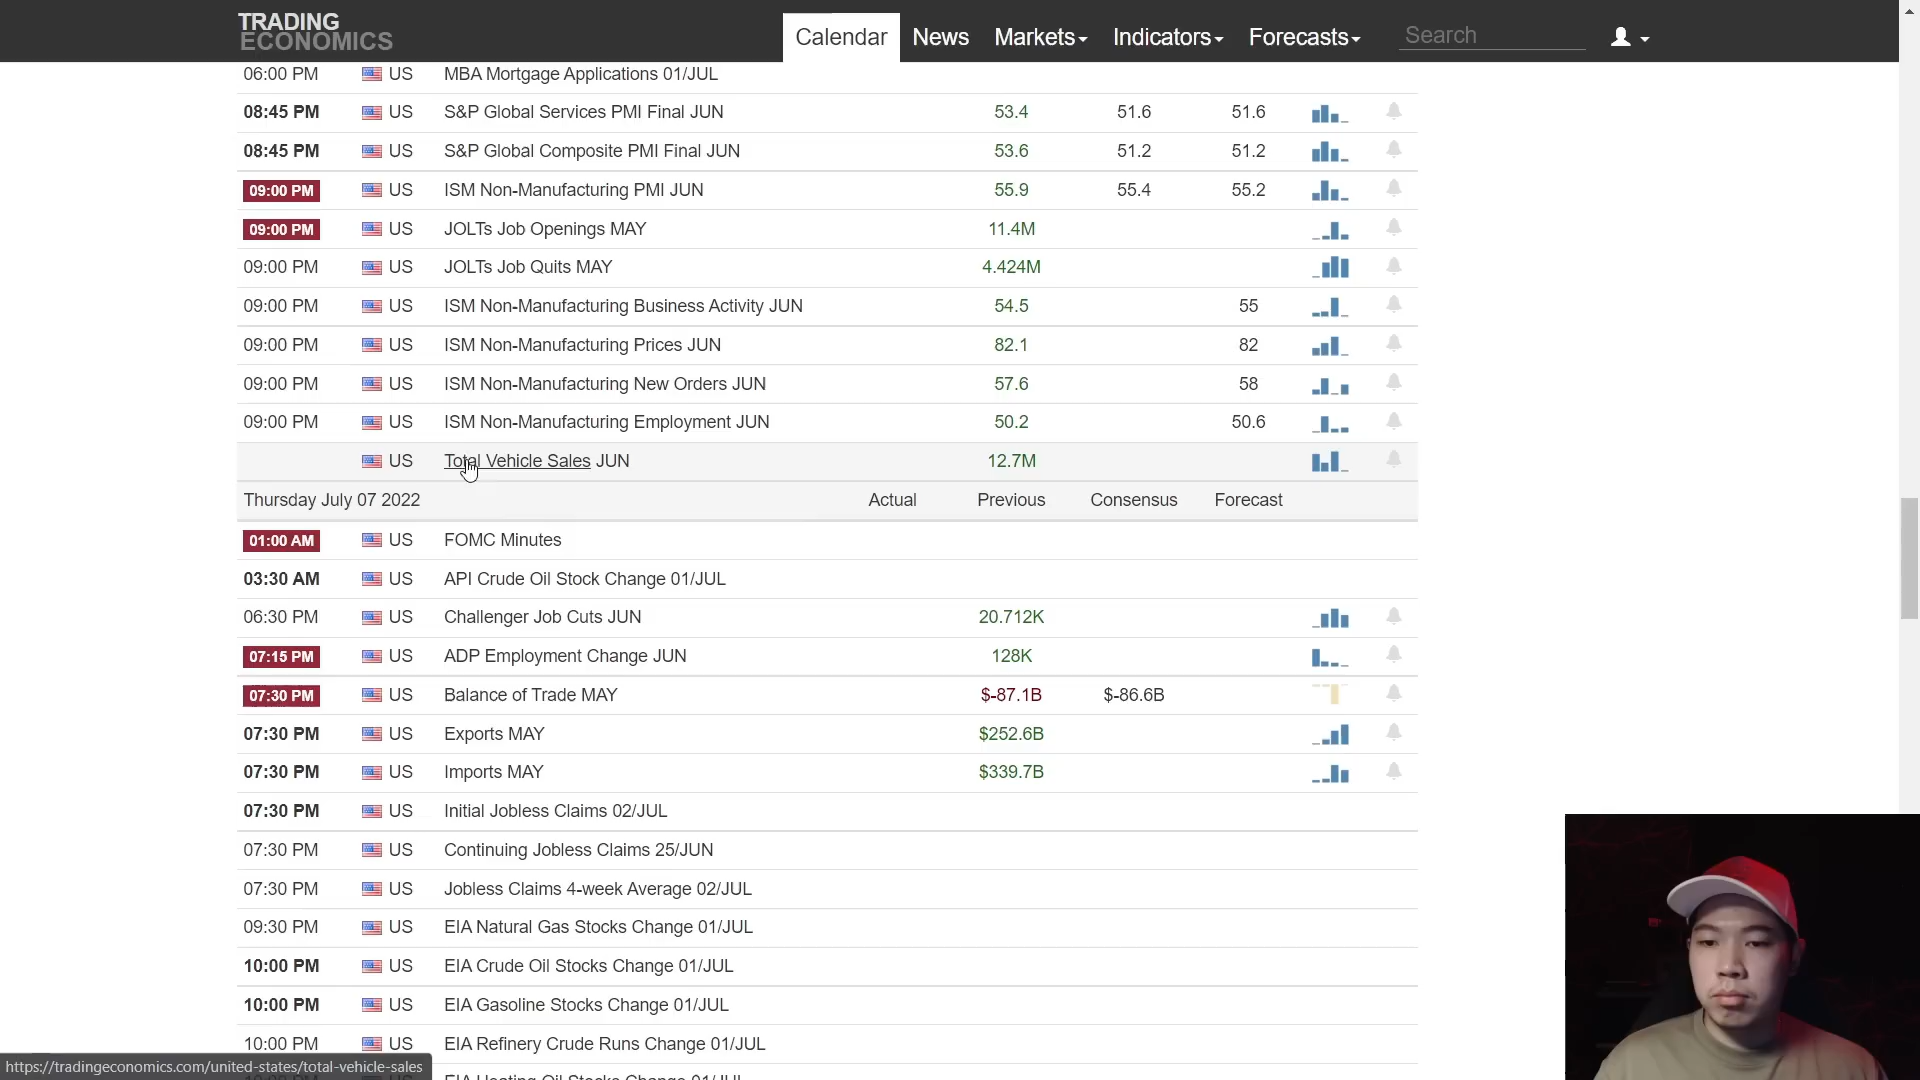 TRADING
ECONOMICS
Calendar News Markets Indicators Forecasts Search
06:00 PM US MBA Mortgage Applications 01/JUL
08:45 PM US S&P Global Services PMI Final JUN 53.4 51.6 51.6
08:45 PM US S&P Global Composite PMI Final JUN 53.6 51.2 51.2
09:00 PM US ISM Non-Manufacturing PMI JUN 55.9 55.4 55.2
09:00 PM US JOLTs Job Openings MAY 11.4M
09:00 PM US JOLTs Job Quits MAY 4.424M
09:00 PM US ISM Non-Manufacturing Business Activity JUN 54.5 55
09:00 PM US ISM Non-Manufacturing Prices JUN 82.1 82
09:00 PM US ISM Non-Manufacturing New Orders JUN 57.6 58
09:00 PM US ISM Non-Manufacturing Employment JUN 50.2 50.6
US Total Vehicle Sales JUN 12.7M
Thursday July 07 2022 Actual Previous Consensus Forecast
01:00 AM US FOMC Minutes
03:30 AM US API Crude Oil Stock Change 01/JUL
06:30 PM US Challenger Job Cuts JUN 20.712K
07:15 PM US ADP Employment Change JUN 128K
07:30 PM US Balance of Trade MAY $-87.1B $-86.6B
07:30 PM US Exports MAY $252.6B
07:30 PM US Imports MAY $339.7B
07:30 PM US Initial Jobless Claims 02/JUL
07:30 PM US Continuing Jobless Claims 25/JUN
07:30 PM US Jobless Claims 4-week Average 02/JUL
09:30 PM US EIA Natural Gas Stocks Change 01/JUL
10:00 PM US EIA Crude Oil Stocks Change 01/JUL
10:00 PM US EIA Gasoline Stocks Change 01/JUL
10:00 PM US EIA Refinery Crude Runs Change 01/JUL
https://tradingeconomics.com/united-states/total-vehicle-sales